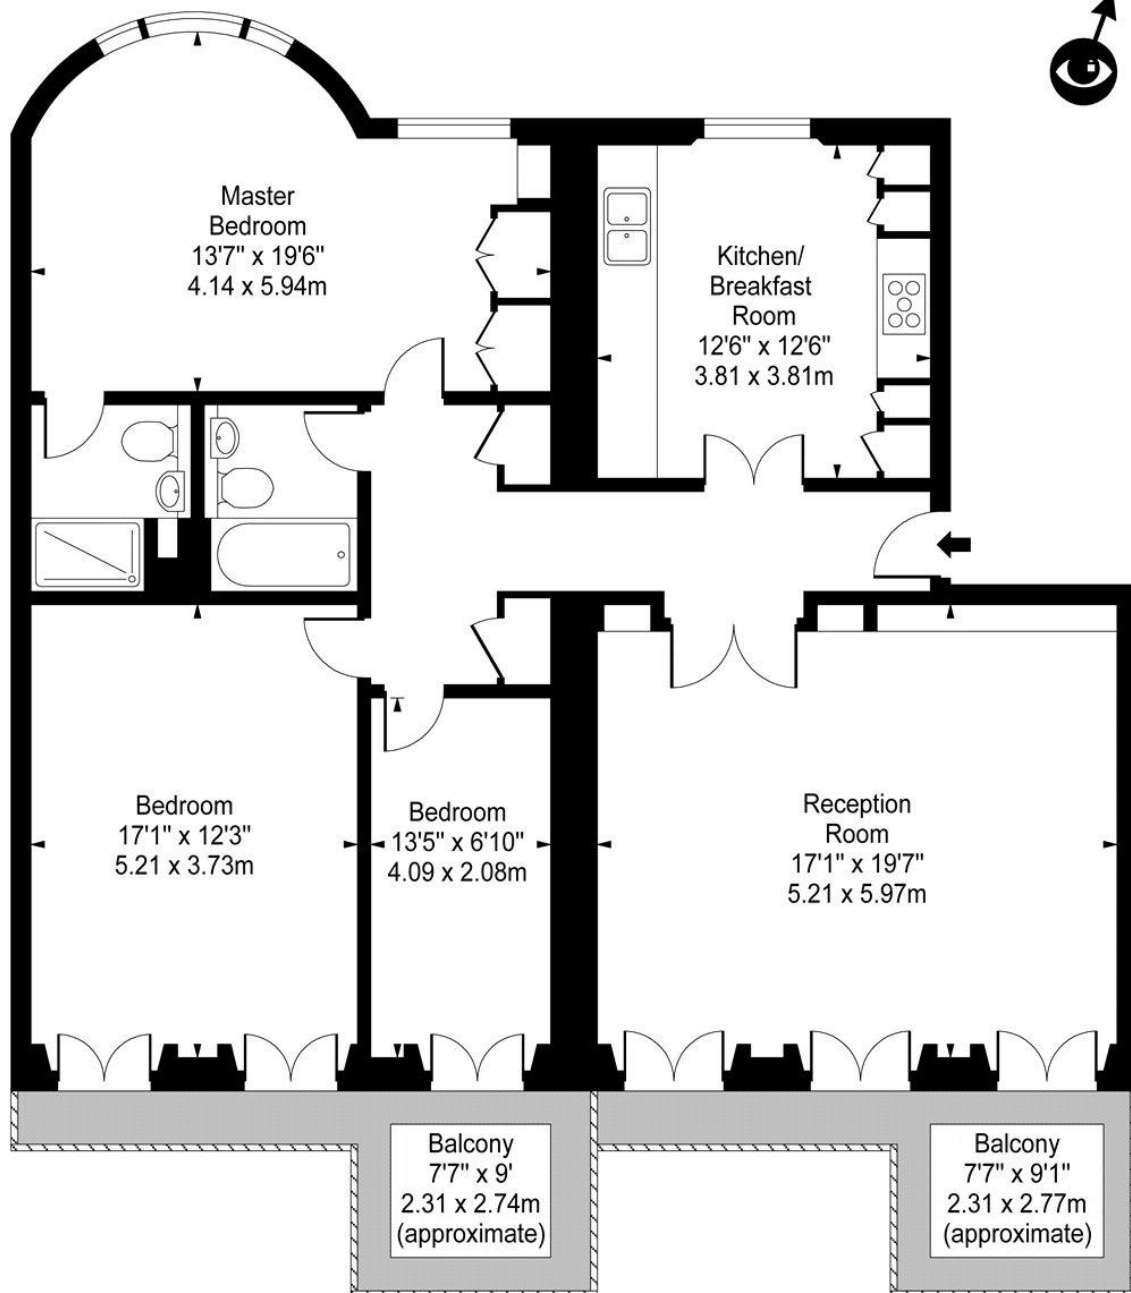 Master
Bedroom
13'7" x 19'6"
4.14 x 5.94m
Kitchen/
Breakfast
Room
12'6" x 12'6"
3.81 x 3.81m
Bedroom
17'1" x 12'3"
5.21 x 3.73m
Bedroom
13'5" x 6'10"
4.09 x 2.08m
Reception
Room
17'1" x 19'7"
5.21 x 5.97m
Balcony
7'7" x 9'
2.31 x 2.74m
(approximate)
Balcony
7'7" x 9'1"
2.31 x 2.77m
(approximate)